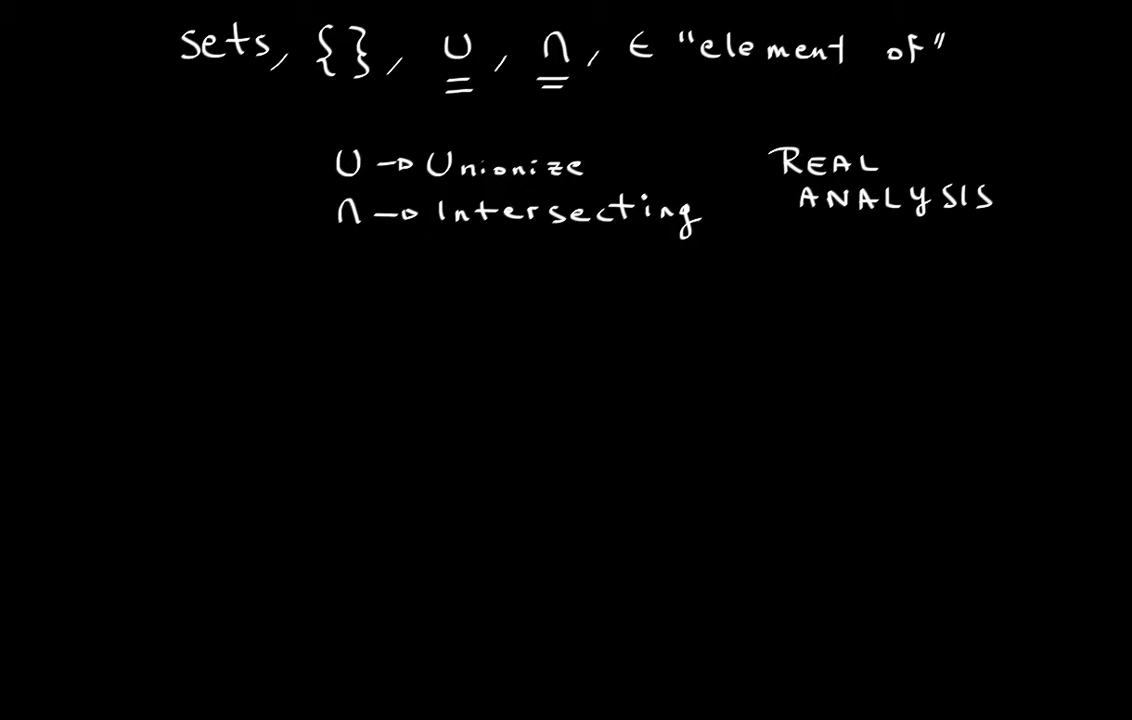 sets, {}, ∪, ∩, ∈ "element of"
∪ → Unionize
∩ → Intersecting
REAL
ANALYSIS